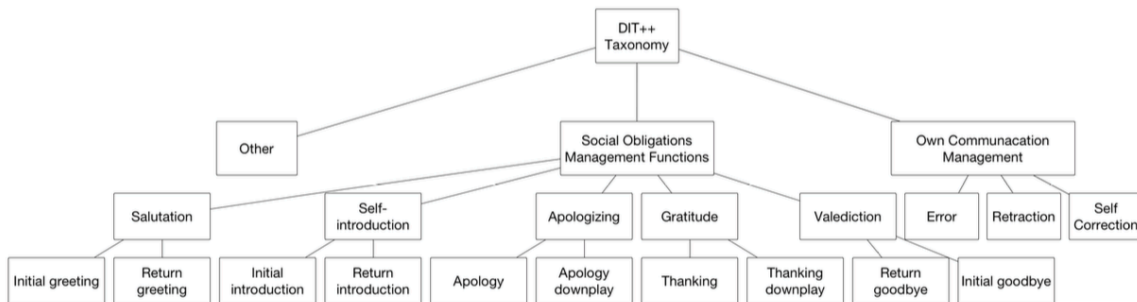 DIT++
Taxonomy
Other
Social Obligations
Management Functions
Own Communacation
Management
Salutation
Self-
introduction
Apologizing
Gratitude
Valediction
Error
Retraction
Self
Correction
Initial greeting
Return
greeting
Initial
introduction
Return
introduction
Apology
Apology
downplay
Thanking
Thanking
downplay
Return
goodbye
Initial goodbye